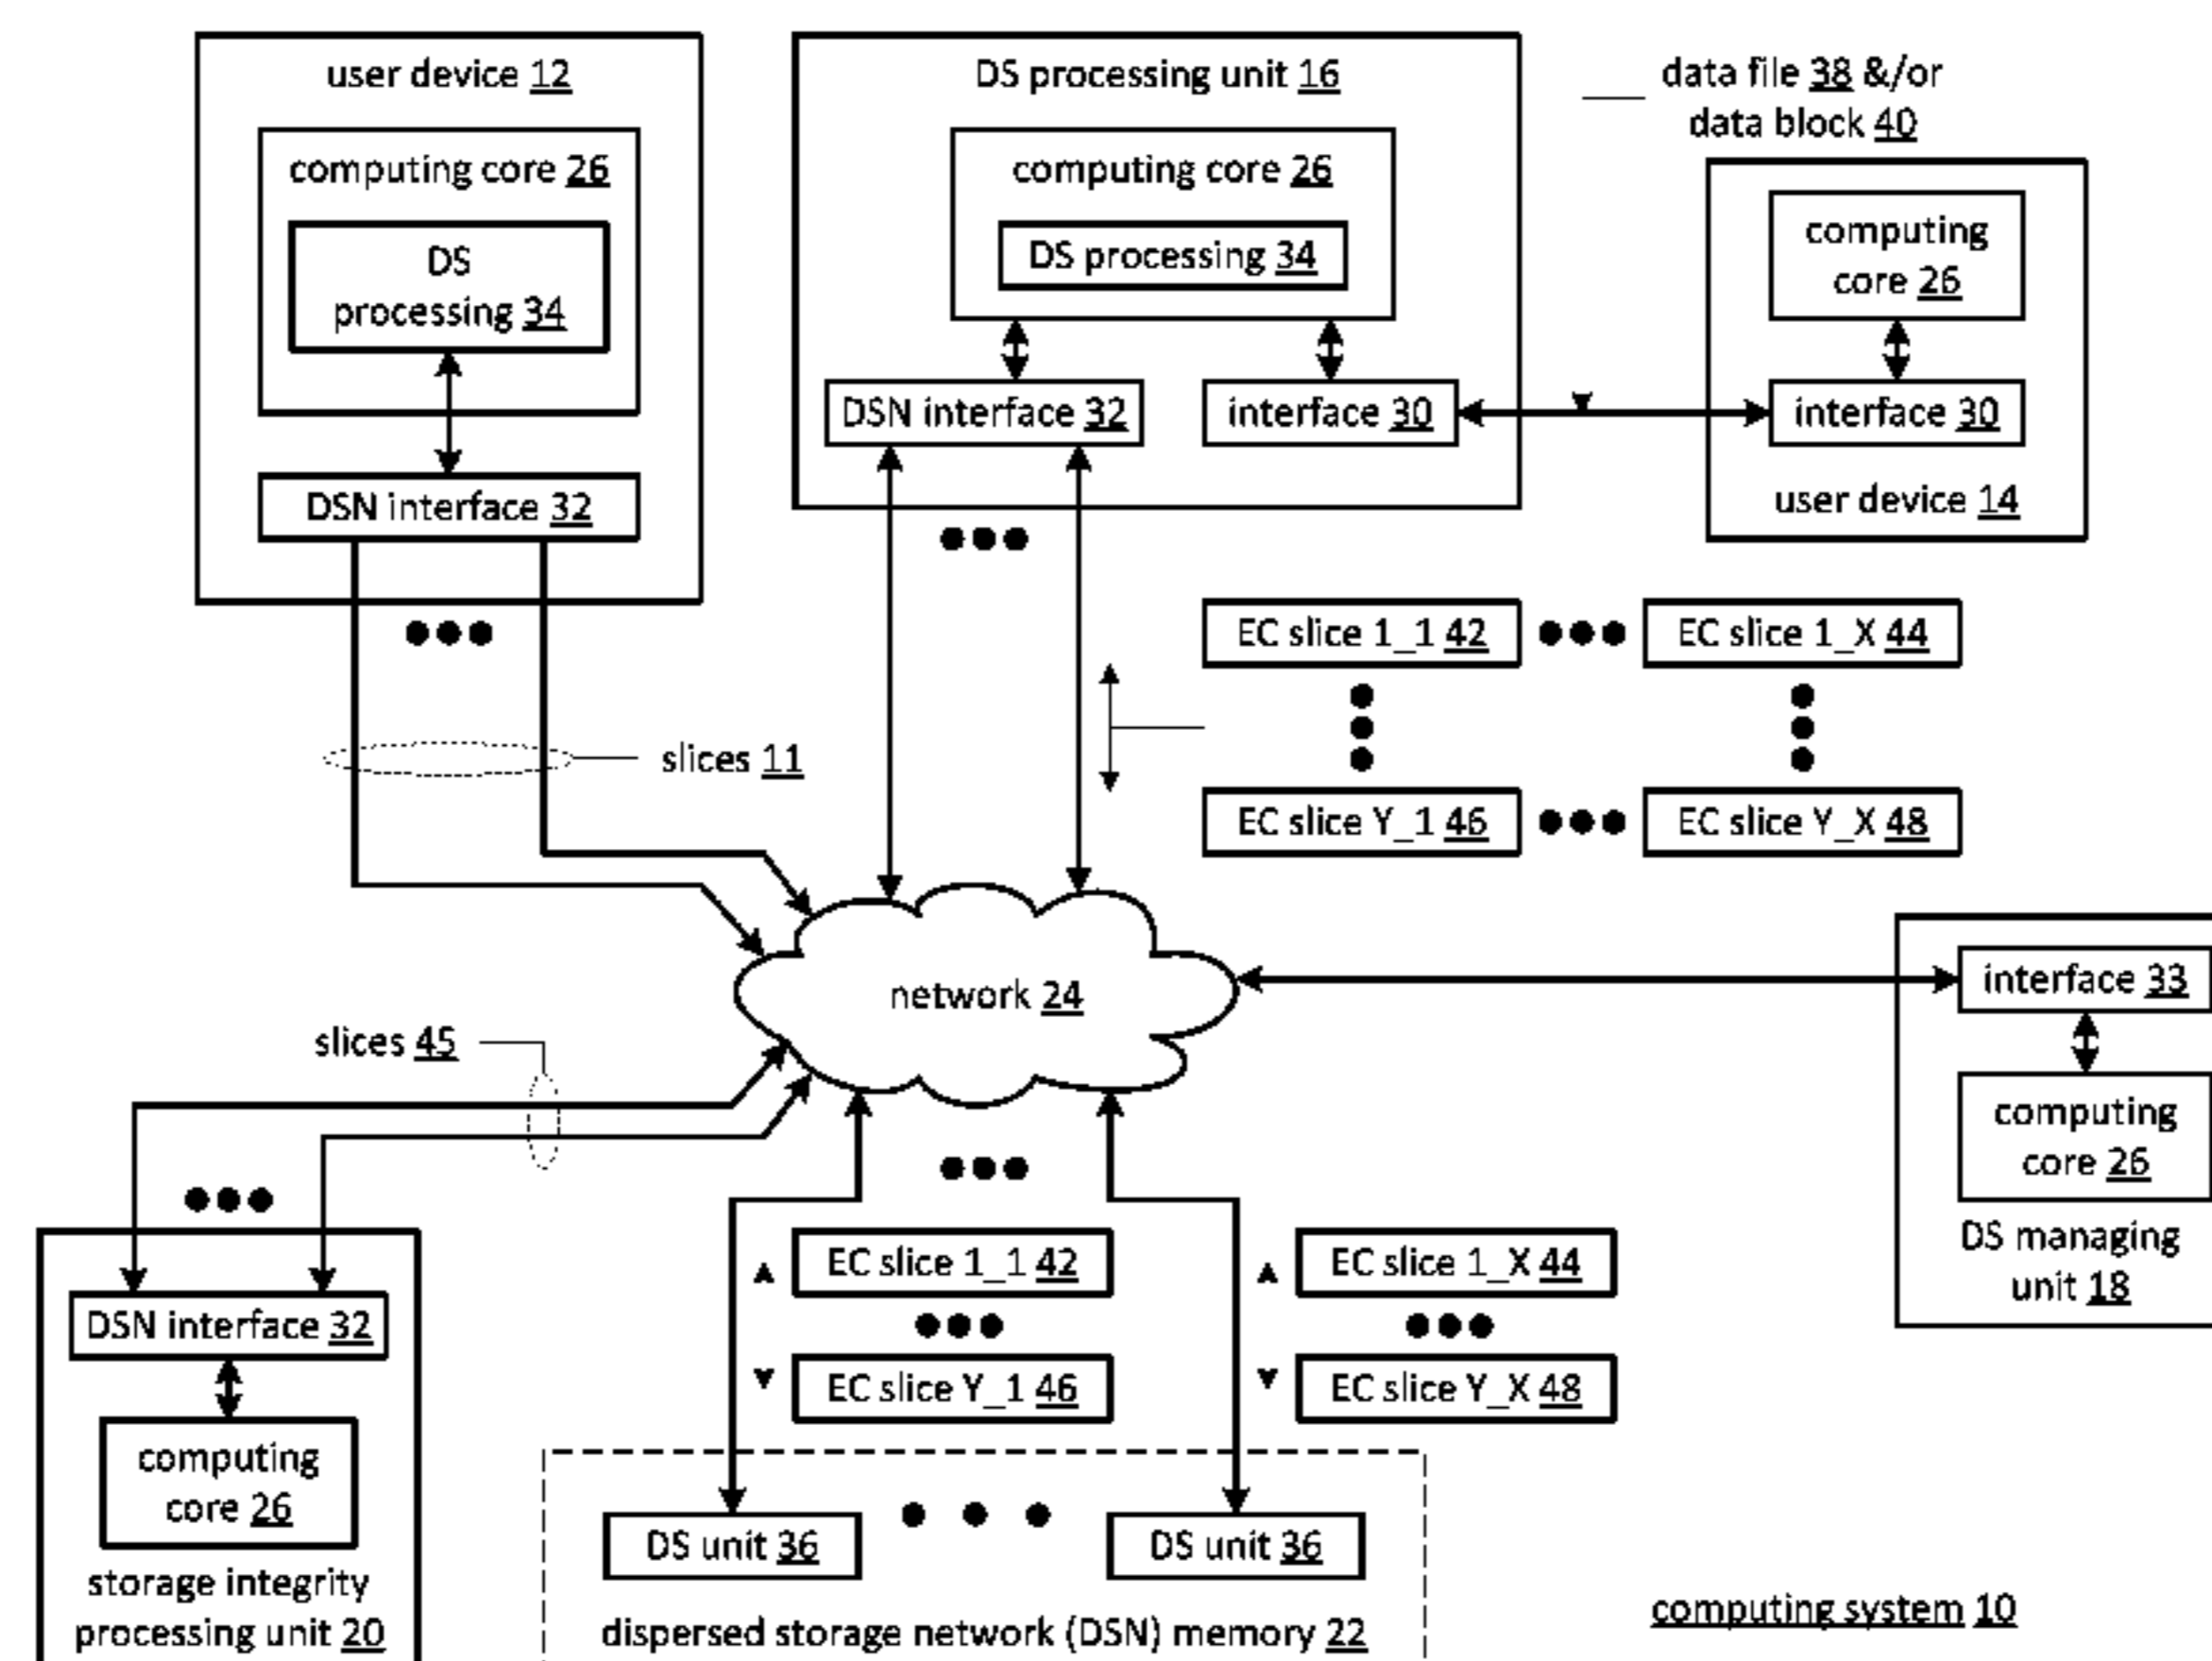 user device 12
computing core 26
DS
processing 34
DSN interface 32
DS processing unit 16
computing core 26
DS processing 34
DSN interface 32
interface 30
data file 38 &/or
data block 40
computing
core 26
interface 30
user device 14
slices 11
EC slice 1_1 42
EC slice 1_X 44
EC slice Y_1 46
EC slice Y_X 48
network 24
interface 33
computing
core 26
DS managing
unit 18
slices 45
DSN interface 32
computing
core 26
storage integrity
processing unit 20
EC slice 1_1 42
EC slice Y_1 46
EC slice 1_X 44
EC slice Y_X 48
DS unit 36
DS unit 36
dispersed storage network (DSN) memory 22
computing system 10